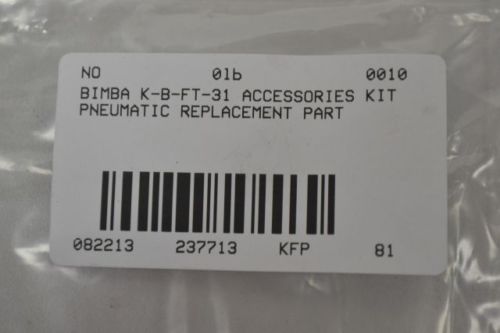 NO 01b 0010
BIMBA K-B-FT-31 ACCESSORIES KIT
PNEUMATIC REPLACEMENT PART
082213 237713 KFP 81